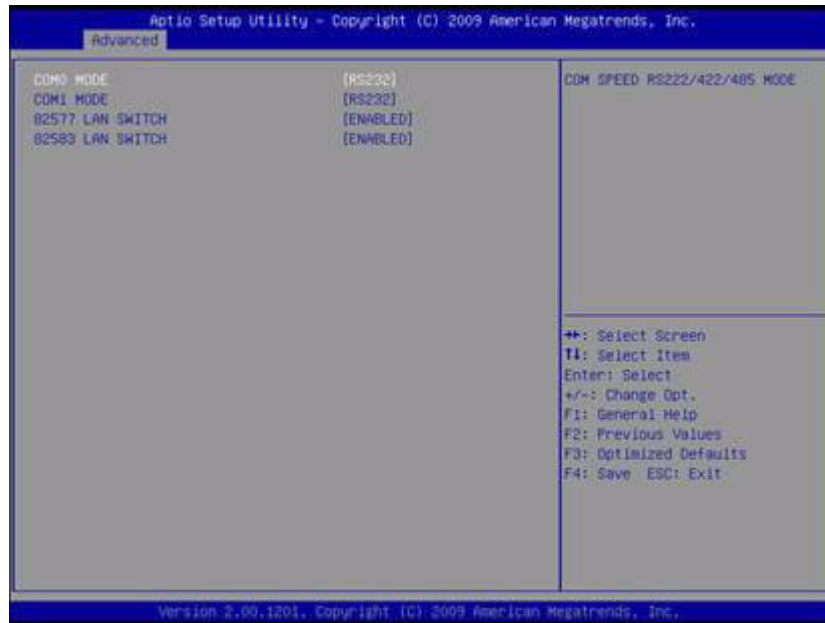 Aptio Setup Utility – Copyright (C) 2009 American Megatrends, Inc.
Advanced
COM0 MODE [RS232]
COM1 MODE [RS232]
82577 LAN SWITCH [ENABLED]
82583 LAN SWITCH [ENABLED]
COM SPEED RS222/422/485 MODE
→←: Select Screen
↑↓: Select Item
Enter: Select
+/-: Change Opt.
F1: General Help
F2: Previous Values
F3: Optimized Defaults
F4: Save ESC: Exit
Version 2.00.1201. Copyright (C) 2009 American Megatrends, Inc.